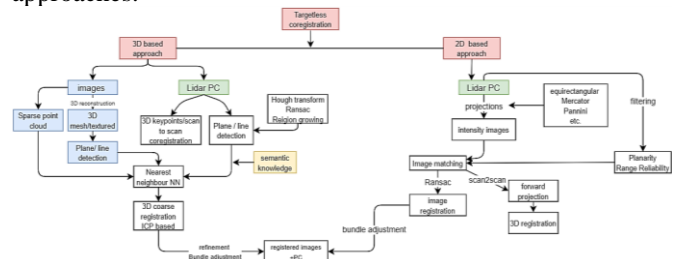 approaches.
Targetless
coregistration
3D based
approach
2D based
approach
images
Lidar PC
Lidar PC
3D reconstruction
Sparse point
cloud
3D
mesh/textured
Plane/ line
detection
3D keypoints/scan
to scan
coregistration
Plane / line
detection
Hough transform
Ransac
Relgion growing
semantic
knowledge
Nearest
neighbour NN
3D coarse
registration
ICP based
refinement
Bundle adjustment
registered images
+PC
bundle adjustment
projections
equirectangular
Mercator
Pannini
etc.
filtering
intensity images
Image matching
Planarity
Range Reliability
Ransac
scan2scan
image
registration
forward
projection
3D registration